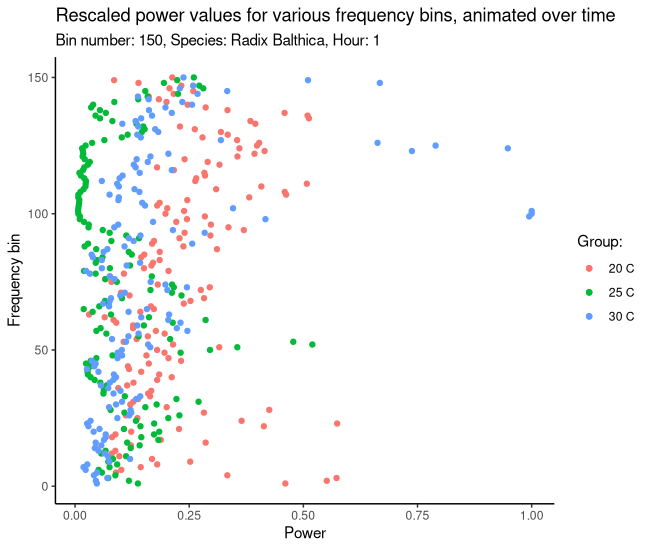 Rescaled power values for various frequency bins, animated over time
Bin number: 150, Species: Radix Balthica, Hour: 1
150
100
50
0
Frequency bin
0.00 0.25 0.50 0.75 1.00
Power
Group:
20 C
25 C
30 C